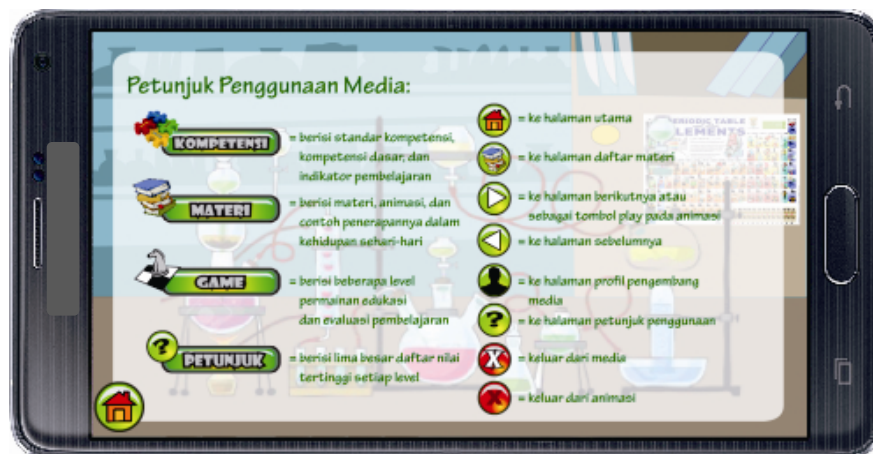 Petunjuk Penggunaan Media:
KOMPETENSI
= berisi standar kompetensi,
kompetensi dasar, dan
indikator pembelajaran
MATERI
= berisi materi, animasi, dan
contoh penerapannya dalam
kehidupan sehari-hari
GAME
= berisi beberapa level
permainan edukasi
dan evaluasi pembelajaran
PETUNJUK
= berisi lima besar daftar nilai
tertinggi setiap level
= ke halaman utama
= ke halaman daftar materi
= ke halaman berikutnya atau
sebagai tombol play pada animasi
= ke halaman sebelumnya
= ke halaman profil pengembang
media
?
= ke halaman petunjuk penggunaan
X
= keluar dari media
X
= keluar dari animasi
?
PERIODIC TABLE
ELEMENTS